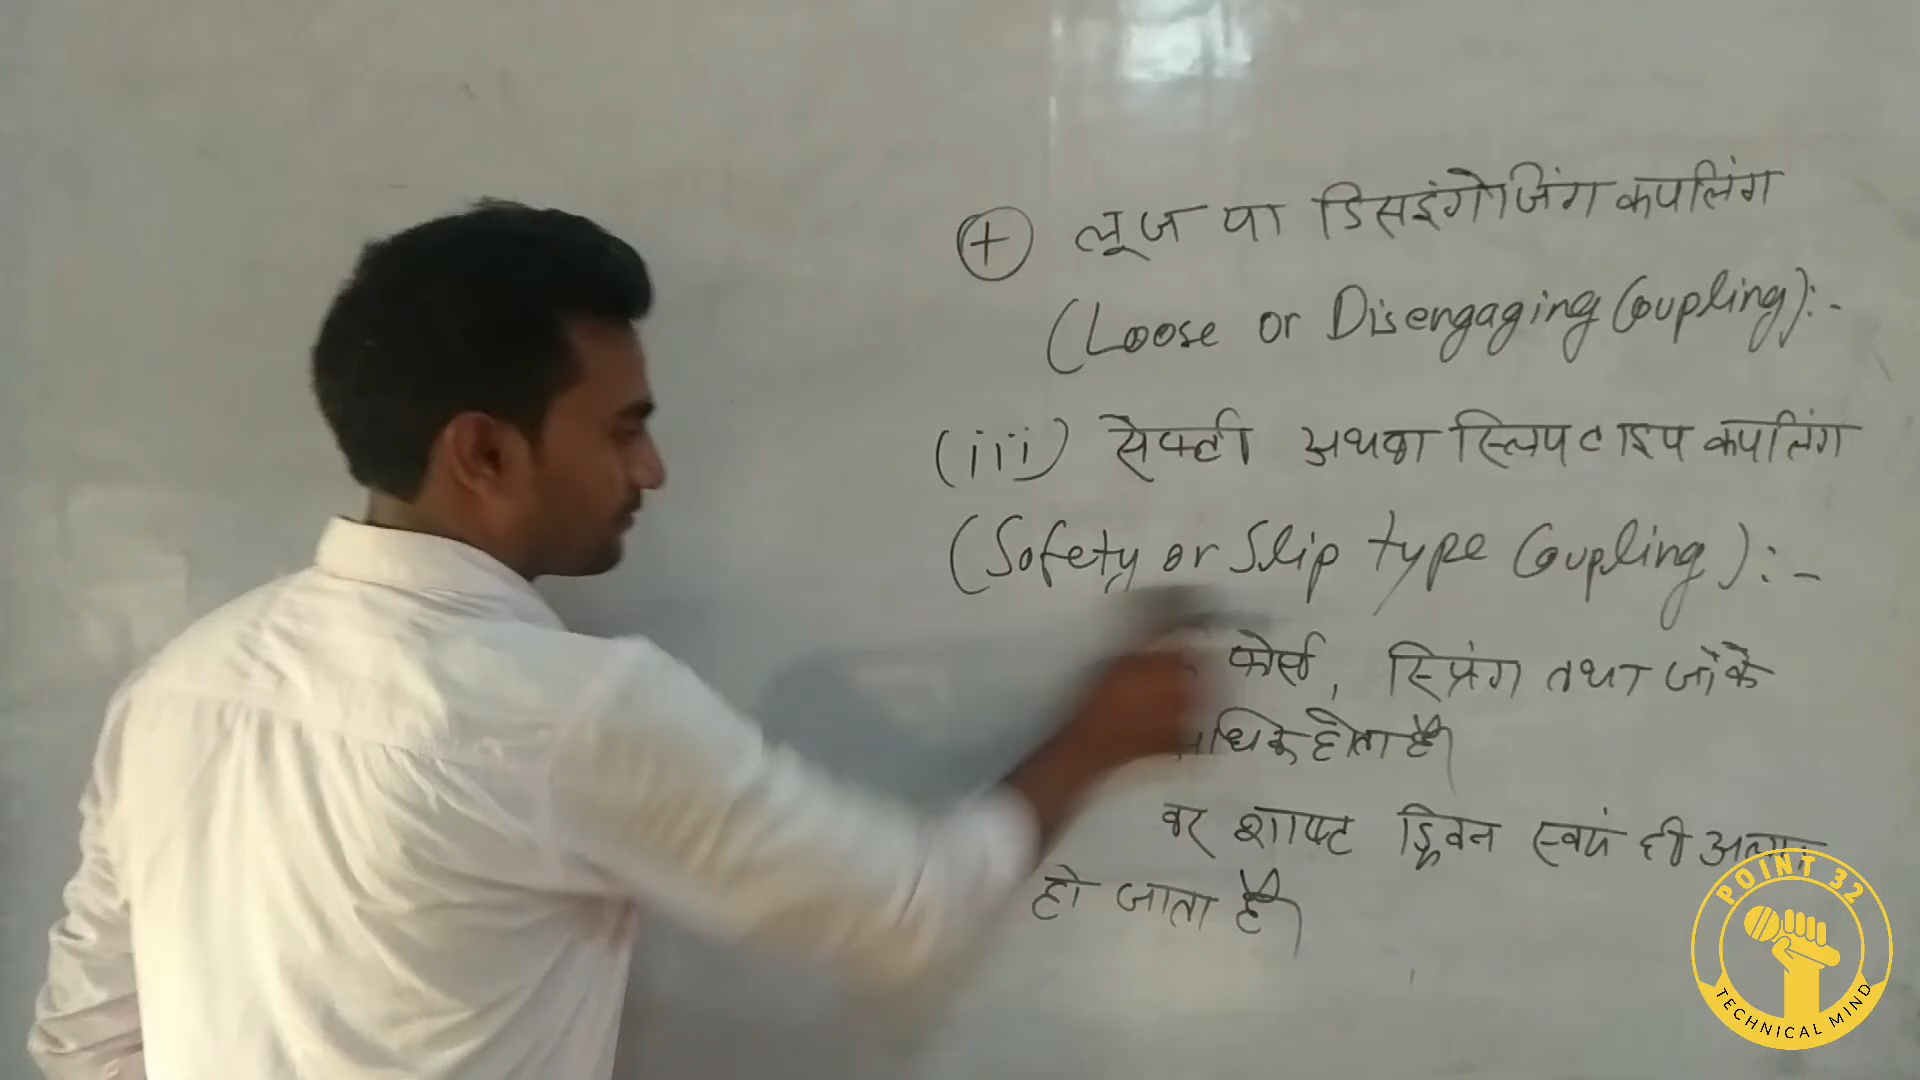 + लूज या डिसइंगेजिंग कपलिंग
(Loose or Disengaging Coupling):-
(iii) सेफ्टी अथवा स्लिप टाइप कपलिंग
(Safety or Slip type Coupling):-
स्प्रिंग तथा जॉ के
होता है
वर शाफ्ट ड्रिवन स्वयं ही
हो जाता है
POINT 32
TECHNICAL MIND